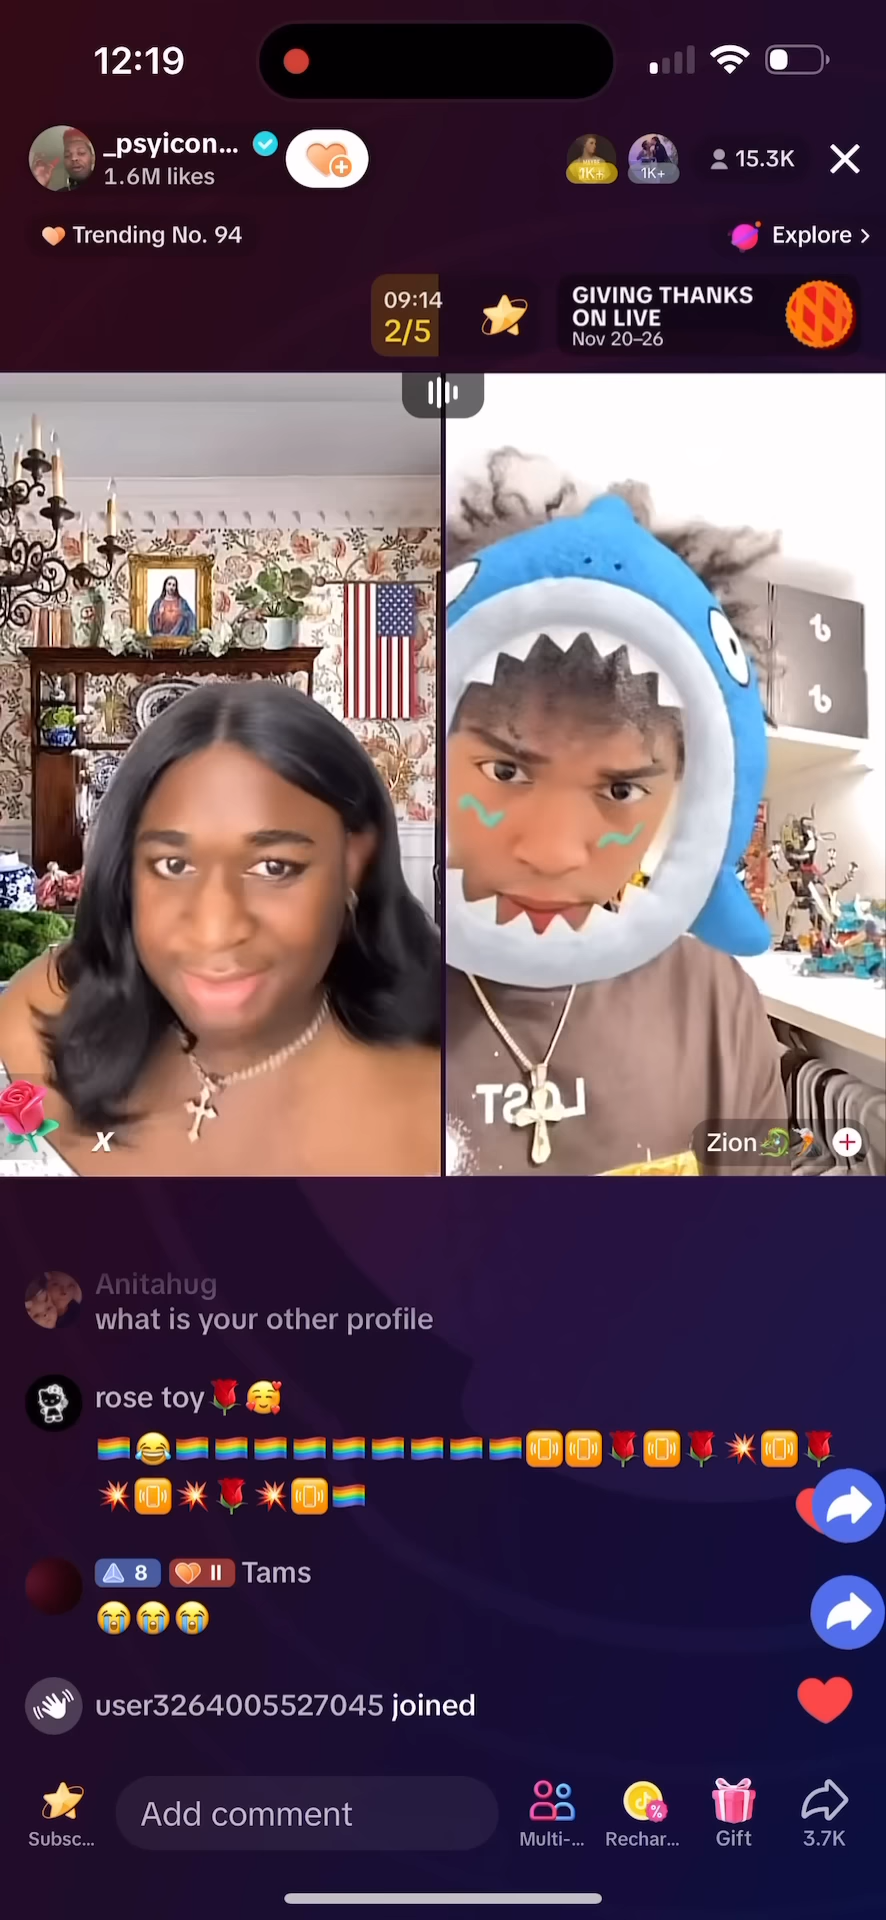 12:19
_psyicon...
1.6M likes
1K+
1K+
15.3K
Trending No. 94
Explore >
09:14
2/5
GIVING THANKS
ON LIVE
Nov 20–26
LOST
x
Zion
Anitahug
what is your other profile
rose toy🌹🥰
🏳️‍🌈😂🏳️‍🌈🏳️‍🌈🏳️‍🌈🏳️‍🌈🏳️‍🌈🏳️‍🌈🏳️‍🌈🏳️‍🌈🏳️‍🌈📳📳🌹📳🌹💥📳🌹
💥📳💥🌹💥📳🏳️‍🌈
8 II Tams
😭😭😭
user3264005527045 joined
Add comment
Subsc...
Multi-...
Rechar...
Gift
3.7K